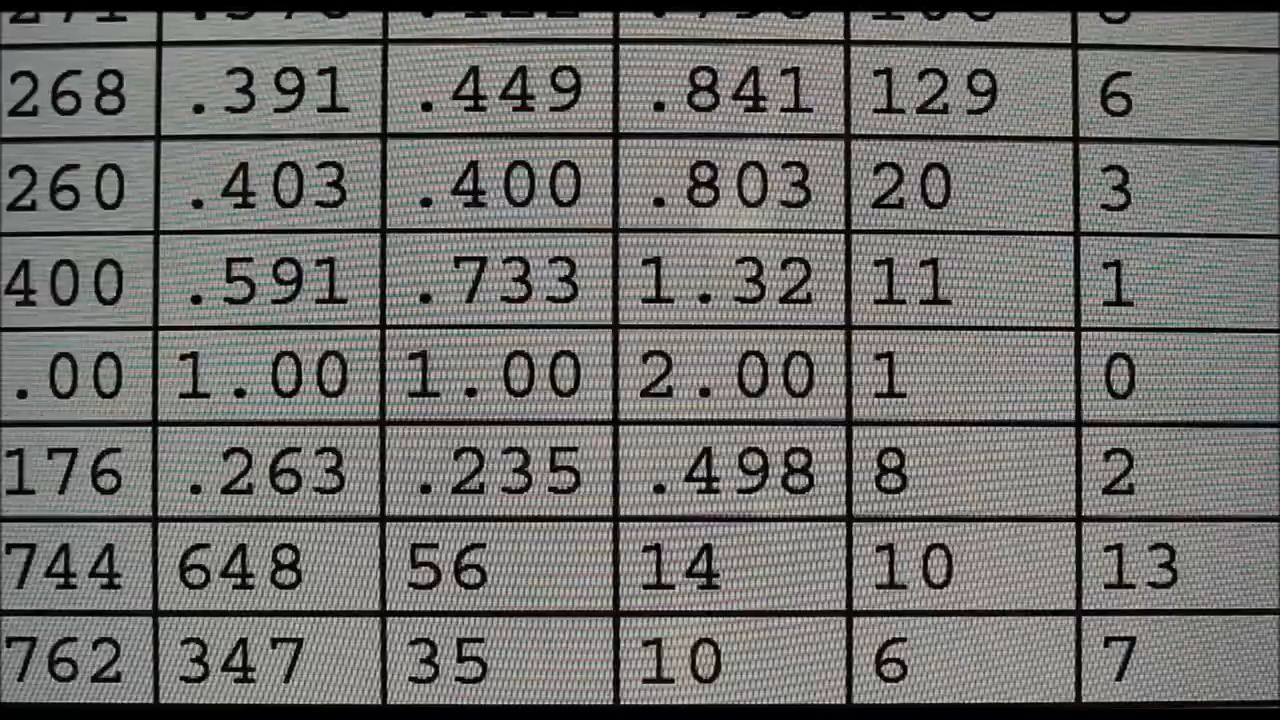 268 .391 .449 .841 129 6
260 .403 .400 .803 20 3
400 .591 .733 1.32 11 1
.00 1.00 1.00 2.00 1 0
176 .263 .235 .498 8 2
744 648 56 14 10 13
762 347 35 10 6 7